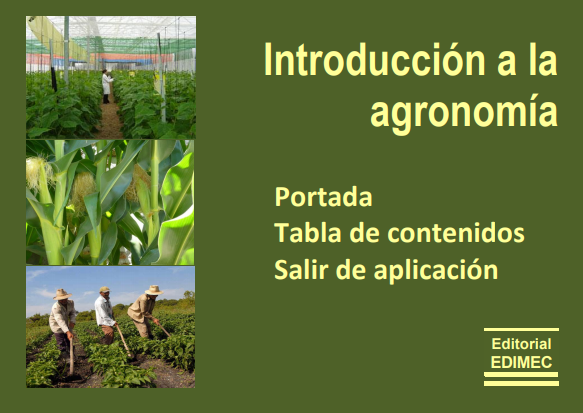 Introducción a la
agronomía
Portada
Tabla de contenidos
Salir de aplicación
Editorial
EDIMEC